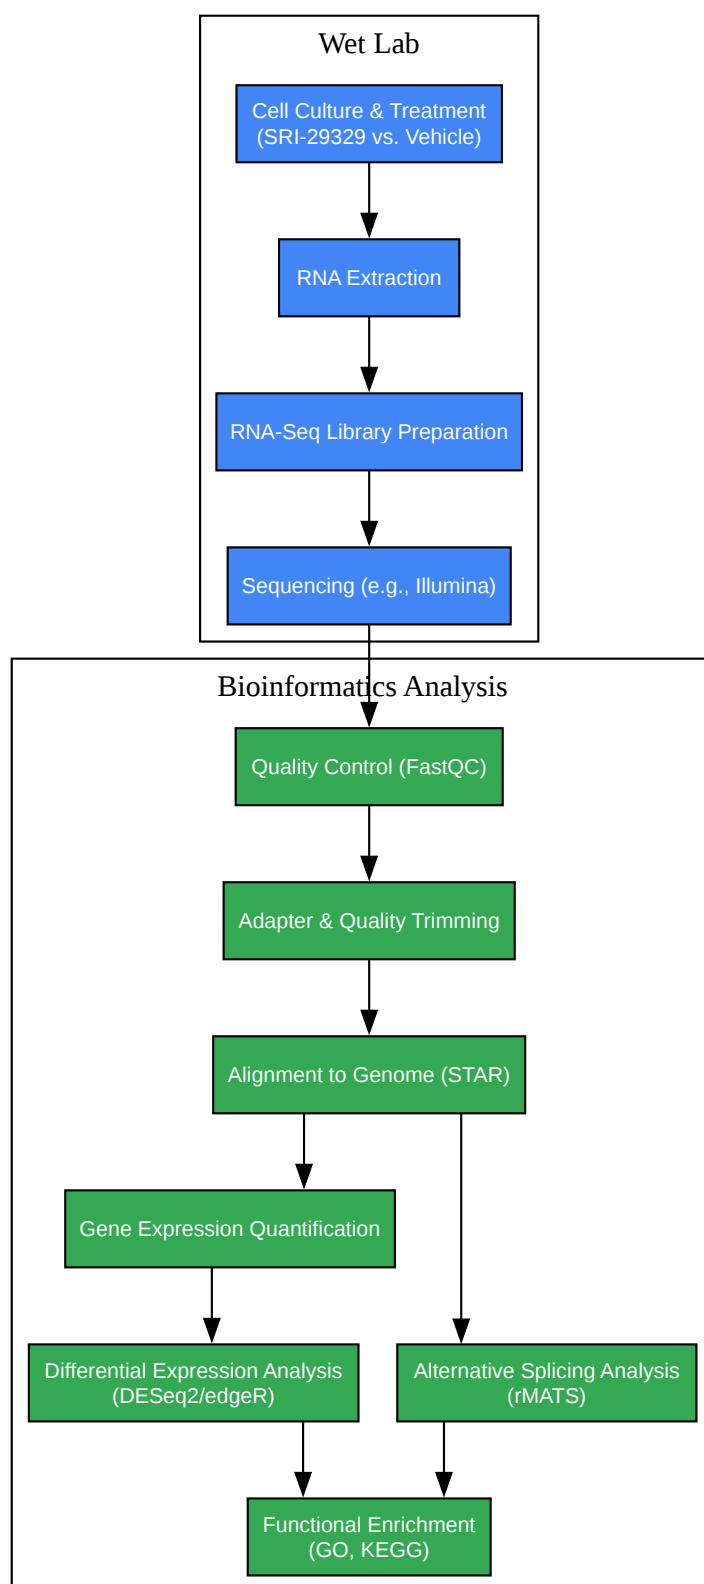 Wet Lab
Cell Culture & Treatment
(SRI-29329 vs. Vehicle)
RNA Extraction
RNA-Seq Library Preparation
Sequencing (e.g., Illumina)
Bioinformatics Analysis
Quality Control (FastQC)
Adapter & Quality Trimming
Alignment to Genome (STAR)
Gene Expression Quantification
Differential Expression Analysis
(DESeq2/edgeR)
Alternative Splicing Analysis
(rMATS)
Functional Enrichment
(GO, KEGG)